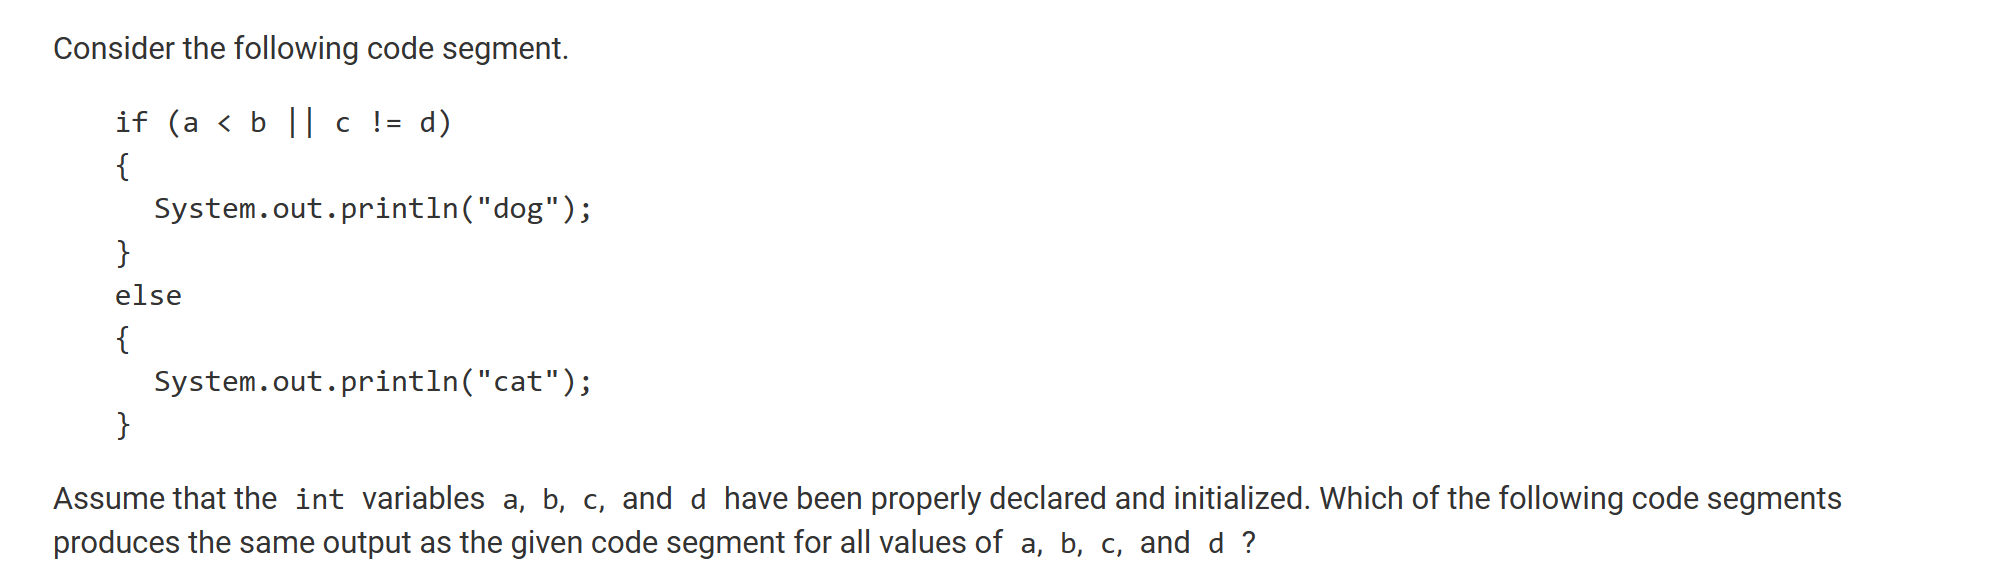 Consider the following code segment.
if (a < b || c != d)
{
System.out.println("dog");
}
else
{
System.out.println("cat");
}
Assume that the int variables a, b, c, and d have been properly declared and initialized. Which of the following code segments
produces the same output as the given code segment for all values of a, b, c, and d ?